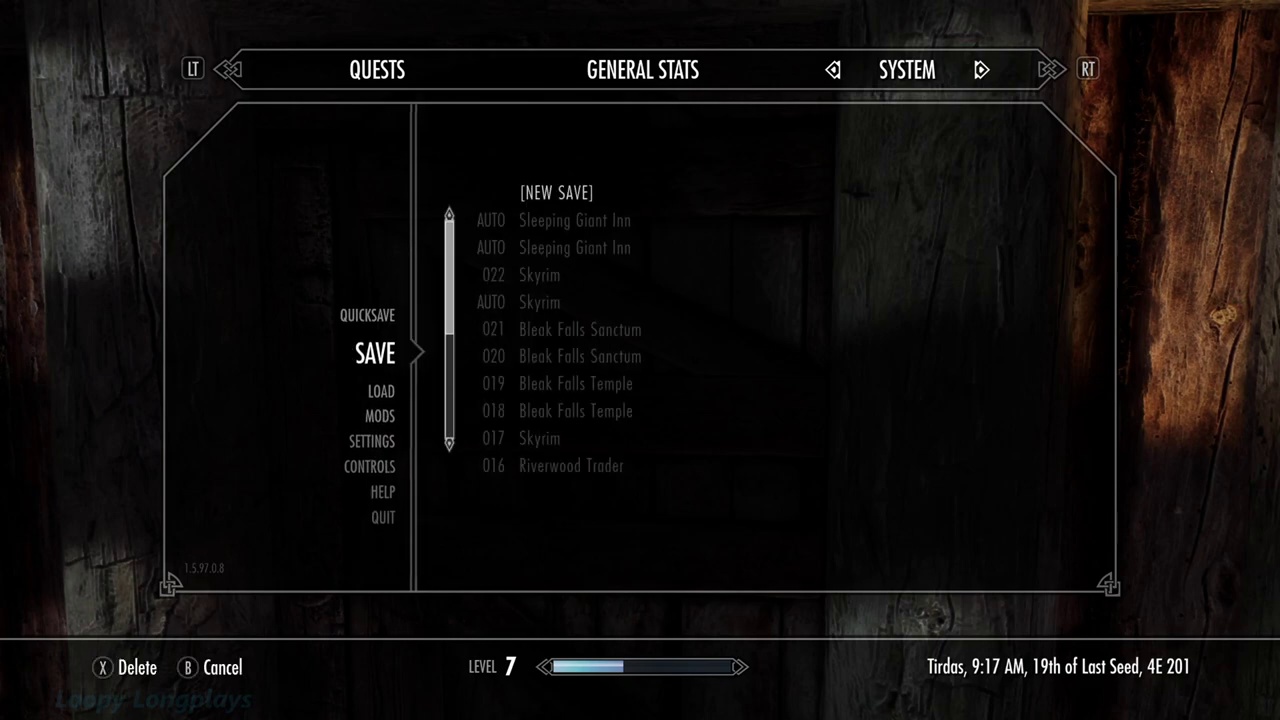 LT QUESTS GENERAL STATS SYSTEM RT
[NEW SAVE]
AUTO Sleeping Giant Inn
AUTO Sleeping Giant Inn
022 Skyrim
AUTO Skyrim
021 Bleak Falls Sanctum
020 Bleak Falls Sanctum
019 Bleak Falls Temple
018 Bleak Falls Temple
017 Skyrim
016 Riverwood Trader
QUICKSAVE
SAVE
LOAD
MODS
SETTINGS
CONTROLS
HELP
QUIT
1.5.97.0.8
X Delete B Cancel LEVEL 7 Tirdas, 9:17 AM, 19th of Last Seed, 4E 201
Loopy Longplays